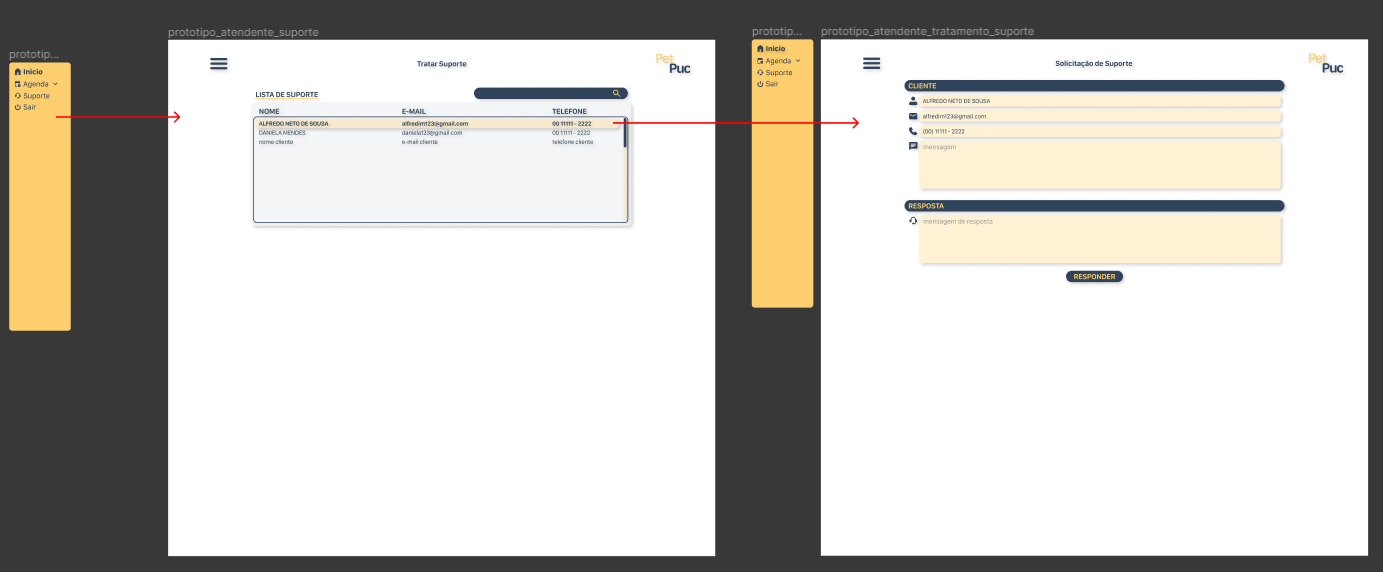 prototip...
Inicio
Agenda
Suporte
Sair
prototipo_atendente_suporte
Tratar Suporte
Pet
Puc
LISTA DE SUPORTE
NOME E-MAIL TELEFONE
ALFREDO NETO DE SOUSA alfredim123@gmail.com 00 11111 - 2222
DANIELA MENDES daniela123@gmail.com 00 11111 - 2222
nome cliente e-mail cliente telefone cliente
prototip...
Inicio
Agenda
Suporte
Sair
prototipo_atendente_tratamento_suporte
Solicitação de Suporte
Pet
Puc
CLIENTE
ALFREDO NETO DE SOUSA
alfredim123@gmail.com
(00) 11111 - 2222
mensagem
RESPOSTA
mensagem de resposta
RESPONDER